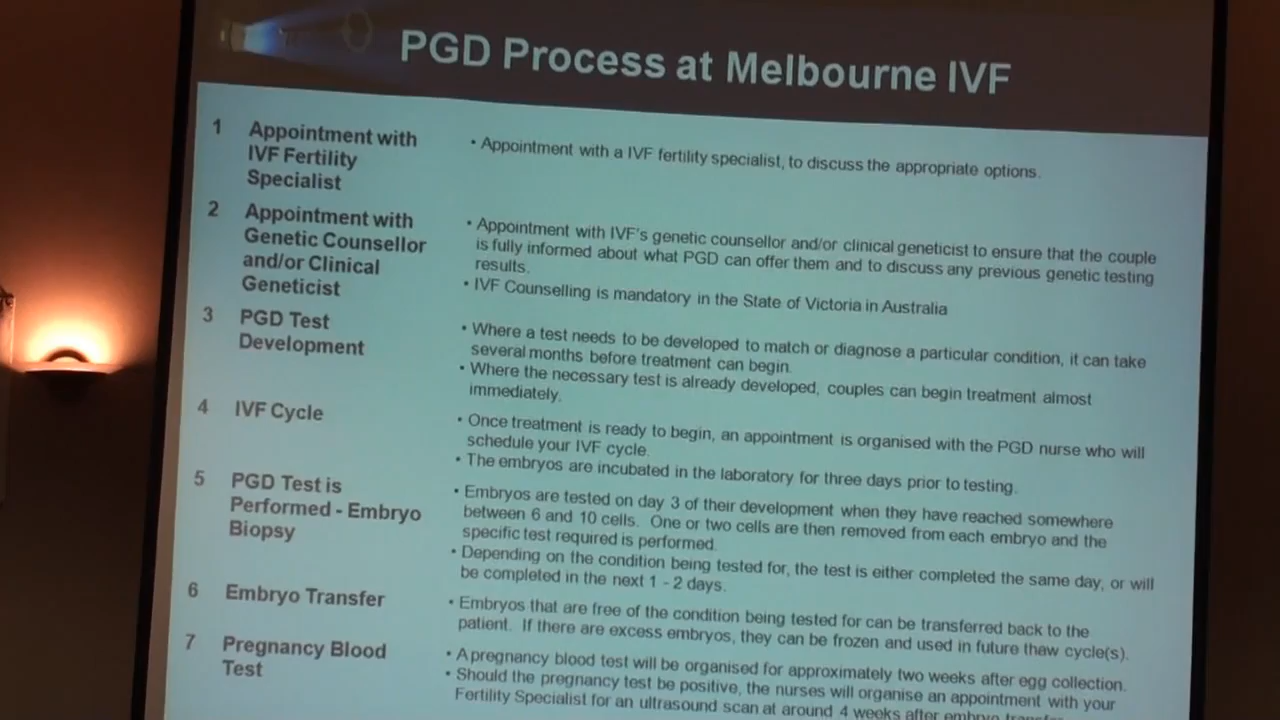 PGD Process at Melbourne IVF
1 Appointment with
IVF Fertility
Specialist
• Appointment with a IVF fertility specialist, to discuss the appropriate options.
2 Appointment with
Genetic Counsellor
and/or Clinical
Geneticist
• Appointment with IVF's genetic counsellor and/or clinical geneticist to ensure that the couple
is fully informed about what PGD can offer them and to discuss any previous genetic testing
results.
• IVF Counselling is mandatory in the State of Victoria in Australia
3 PGD Test
Development
• Where a test needs to be developed to match or diagnose a particular condition, it can take
several months before treatment can begin.
• Where the necessary test is already developed, couples can begin treatment almost
immediately.
4 IVF Cycle
• Once treatment is ready to begin, an appointment is organised with the PGD nurse who will
schedule your IVF cycle.
• The embryos are incubated in the laboratory for three days prior to testing.
5 PGD Test is
Performed - Embryo
Biopsy
• Embryos are tested on day 3 of their development when they have reached somewhere
between 6 and 10 cells. One or two cells are then removed from each embryo and the
specific test required is performed.
• Depending on the condition being tested for, the test is either completed the same day, or will
be completed in the next 1 - 2 days.
6 Embryo Transfer
• Embryos that are free of the condition being tested for can be transferred back to the
patient. If there are excess embryos, they can be frozen and used in future thaw cycle(s).
7 Pregnancy Blood
Test
• A pregnancy blood test will be organised for approximately two weeks after egg collection.
• Should the pregnancy test be positive, the nurses will organise an appointment with your
Fertility Specialist for an ultrasound scan at around 4 weeks after embryo transfer